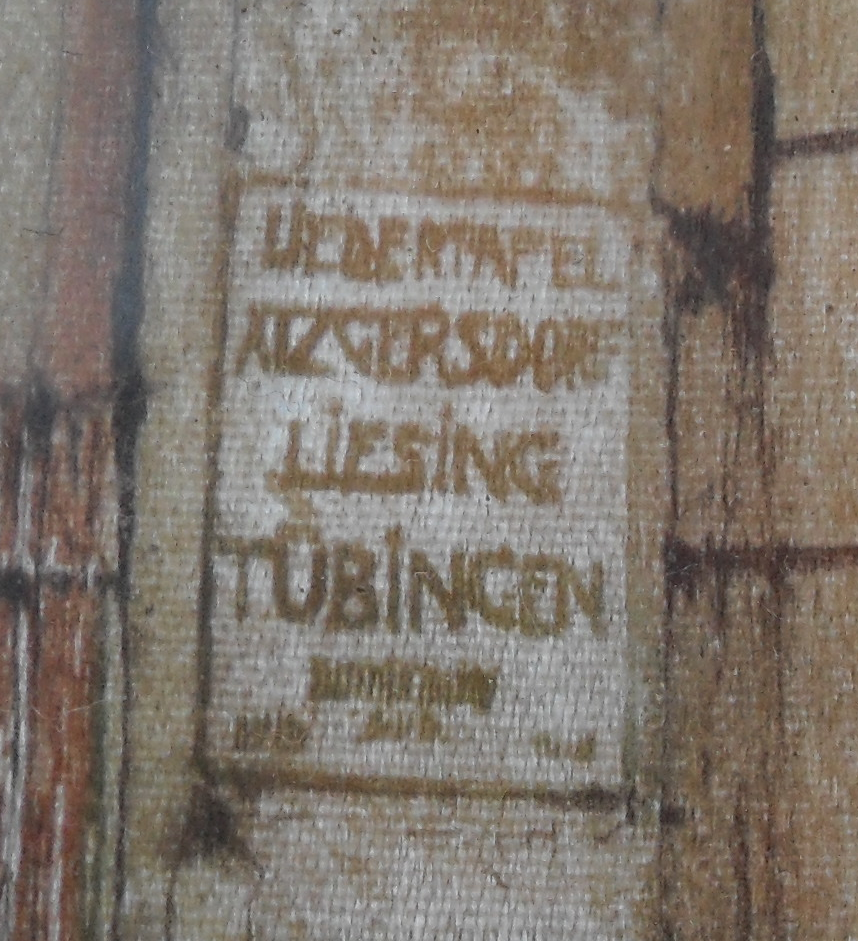 LIEDERTAFEL
ATZGERSDORF
LIESING
TÜBINGEN